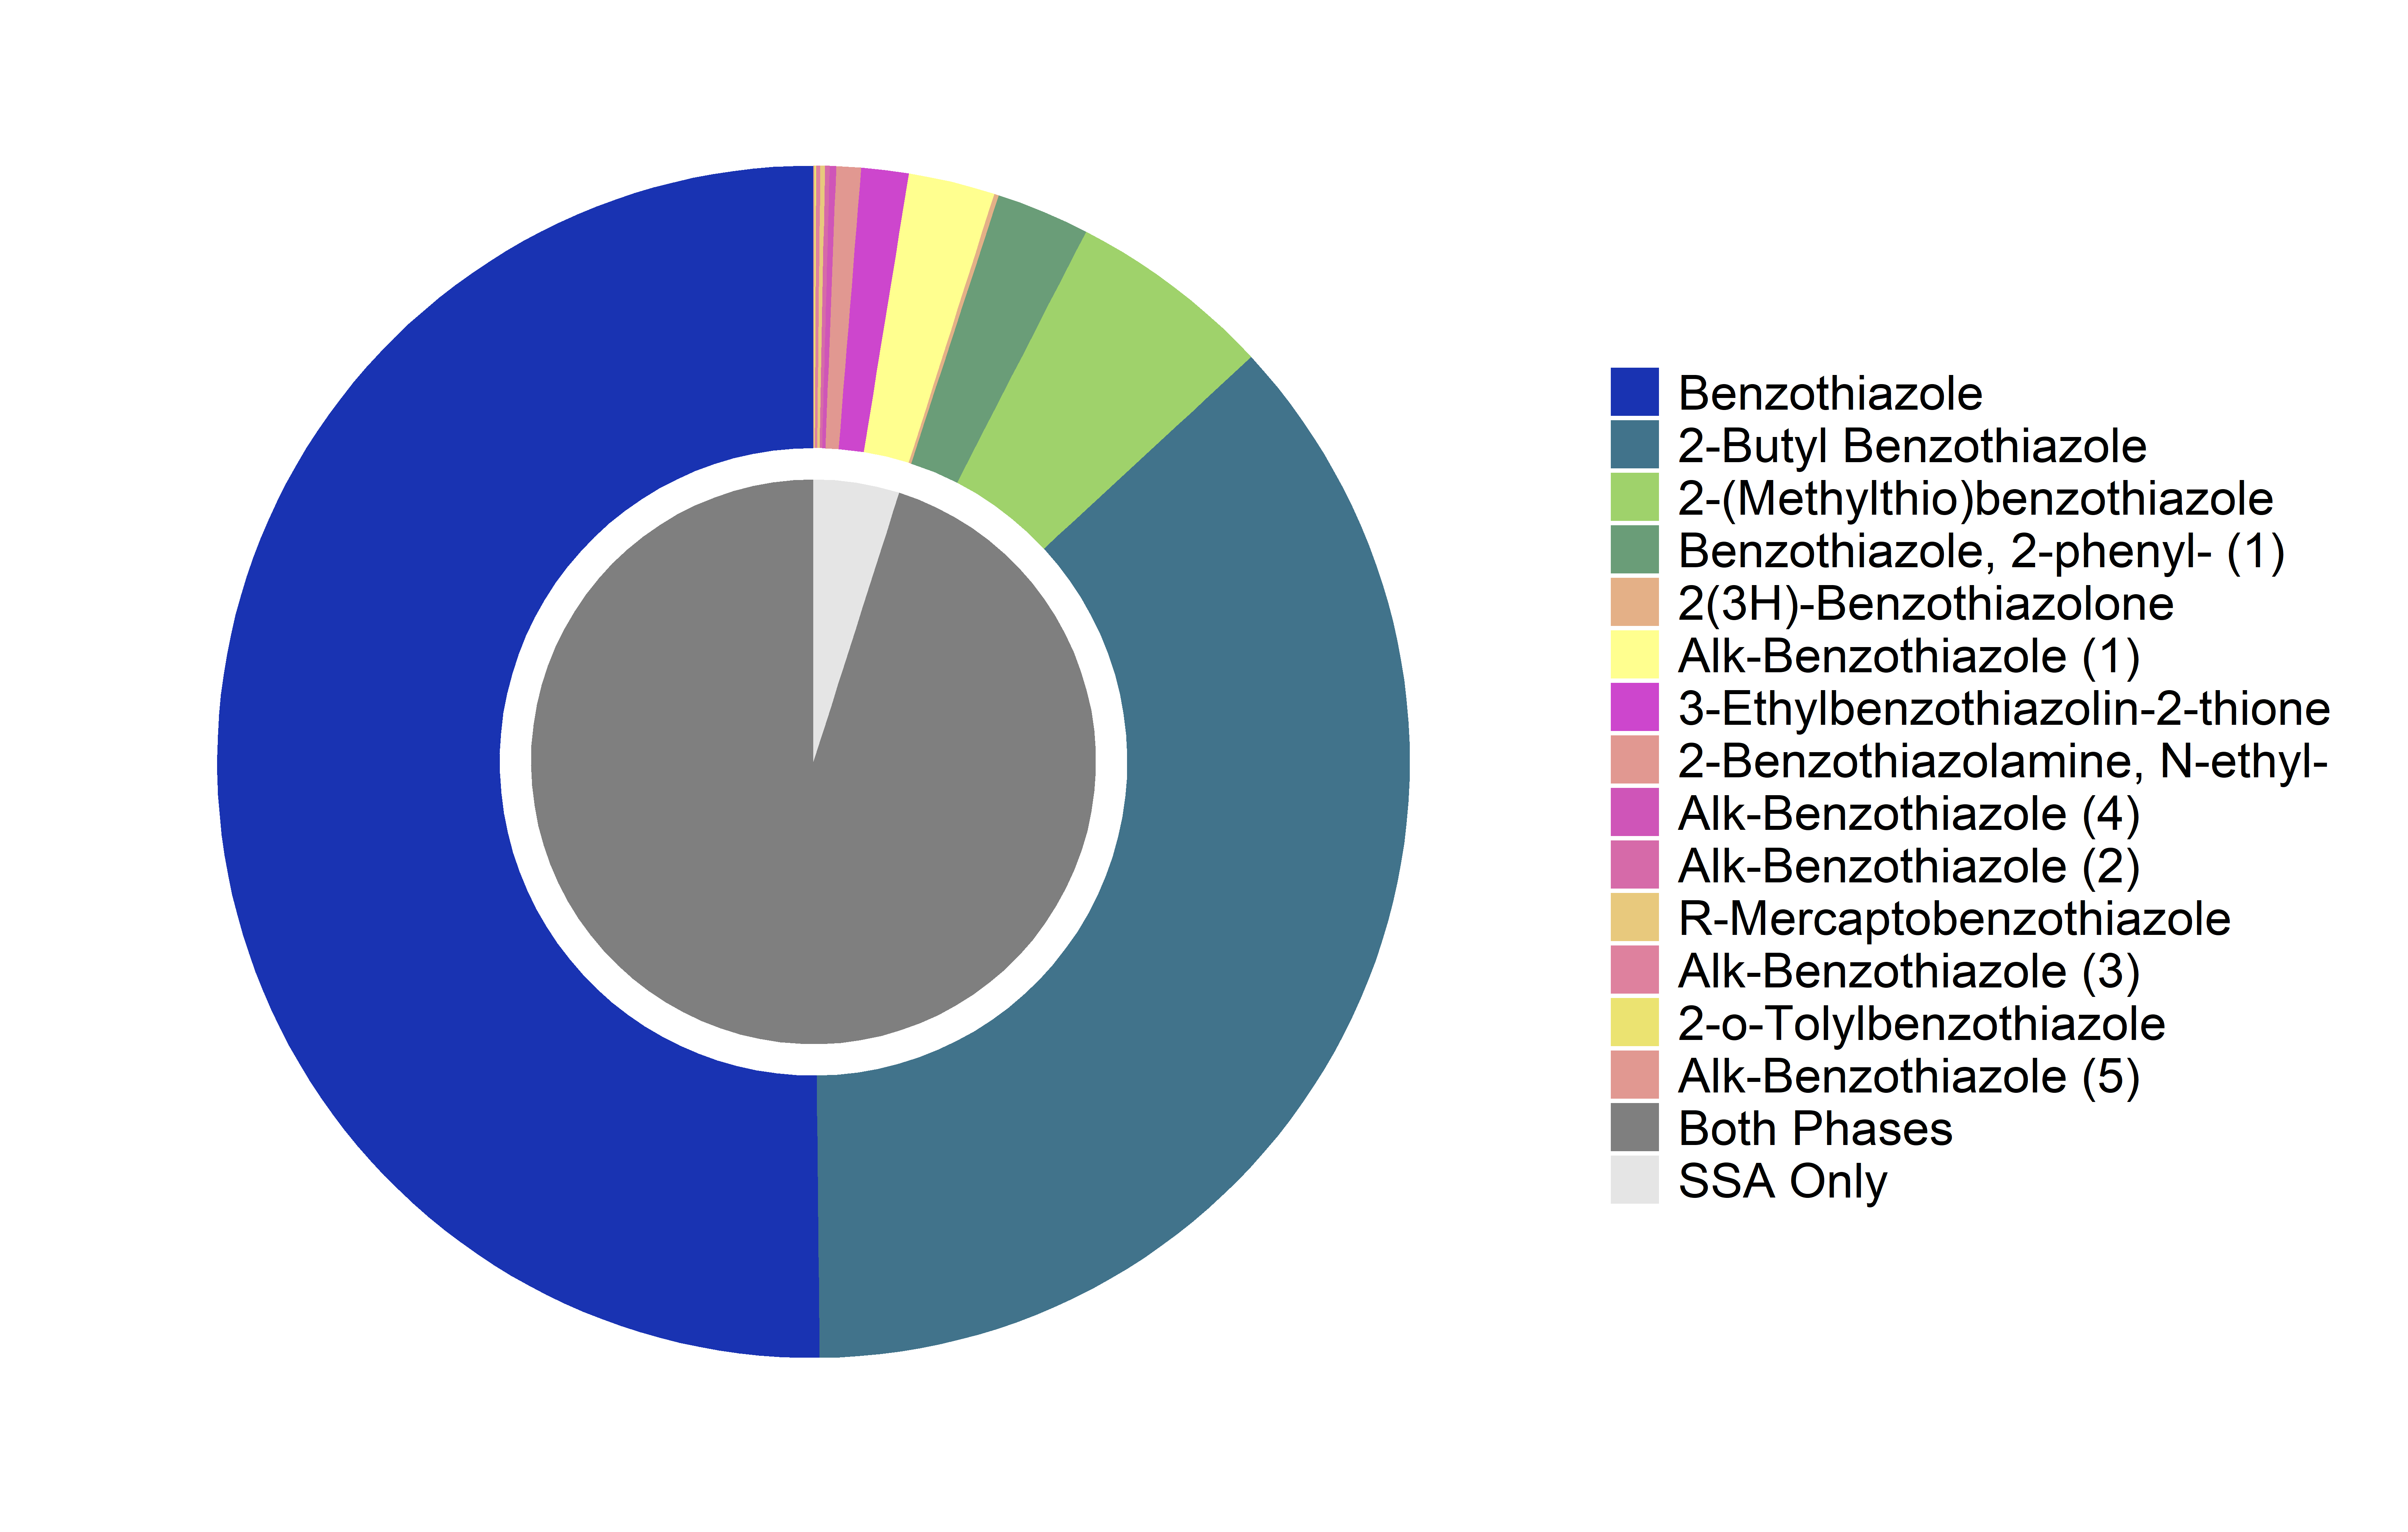 Benzothiazole
2-Butyl Benzothiazole
2-(Methylthio)benzothiazole
Benzothiazole, 2-phenyl- (1)
2(3H)-Benzothiazolone
Alk-Benzothiazole (1)
3-Ethylbenzothiazolin-2-thione
2-Benzothiazolamine, N-ethyl-
Alk-Benzothiazole (4)
Alk-Benzothiazole (2)
R-Mercaptobenzothiazole
Alk-Benzothiazole (3)
2-o-Tolylbenzothiazole
Alk-Benzothiazole (5)
Both Phases
SSA Only